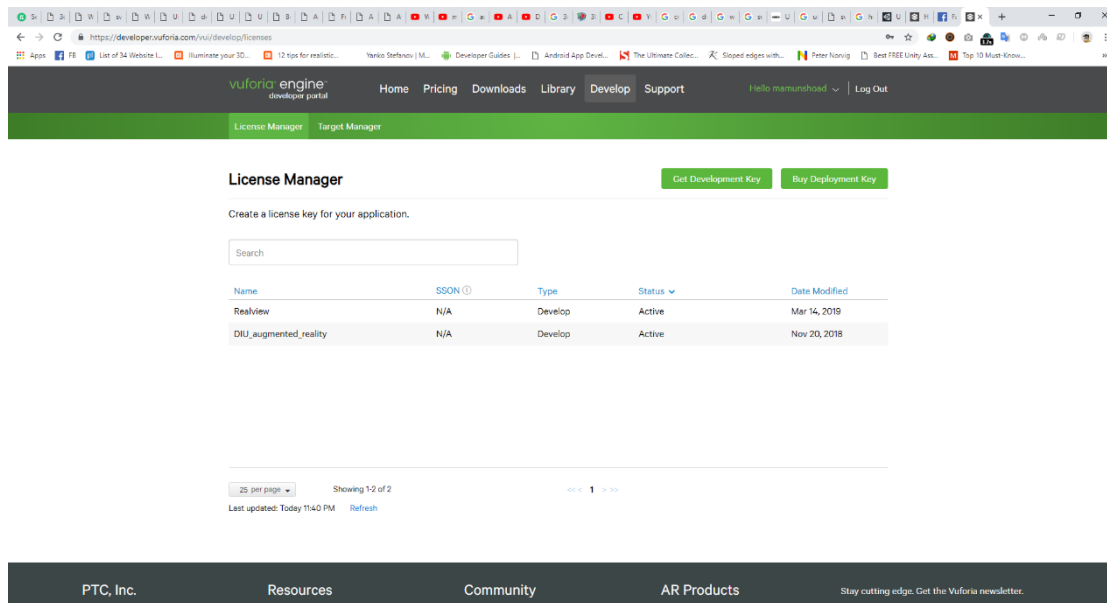 https://developer.vuforia.com/vui/develop/licenses
Apps FB List of 34 Website L... Illuminate your 3D... 12 tips for realistic... Yanko Stefanov | M... Developer Guides |... Android App Devel... The Ultimate Collec... Sloped edges with... Peter Norvig Best FREE Unity Ass... Top 10 Must-Know...
vuforia engine
developer portal
Home Pricing Downloads Library Develop Support Hello mamunshoad Log Out
License Manager Target Manager
License Manager Get Development Key Buy Deployment Key
Create a license key for your application.
Search
Name SSON Type Status Date Modified
Realview N/A Develop Active Mar 14, 2019
DIU_augmented_reality N/A Develop Active Nov 20, 2018
25 per page Showing 1-2 of 2 <<< 1 > >>
Last updated: Today 11:40 PM Refresh
PTC, Inc. Resources Community AR Products Stay cutting edge. Get the Vuforia newsletter.